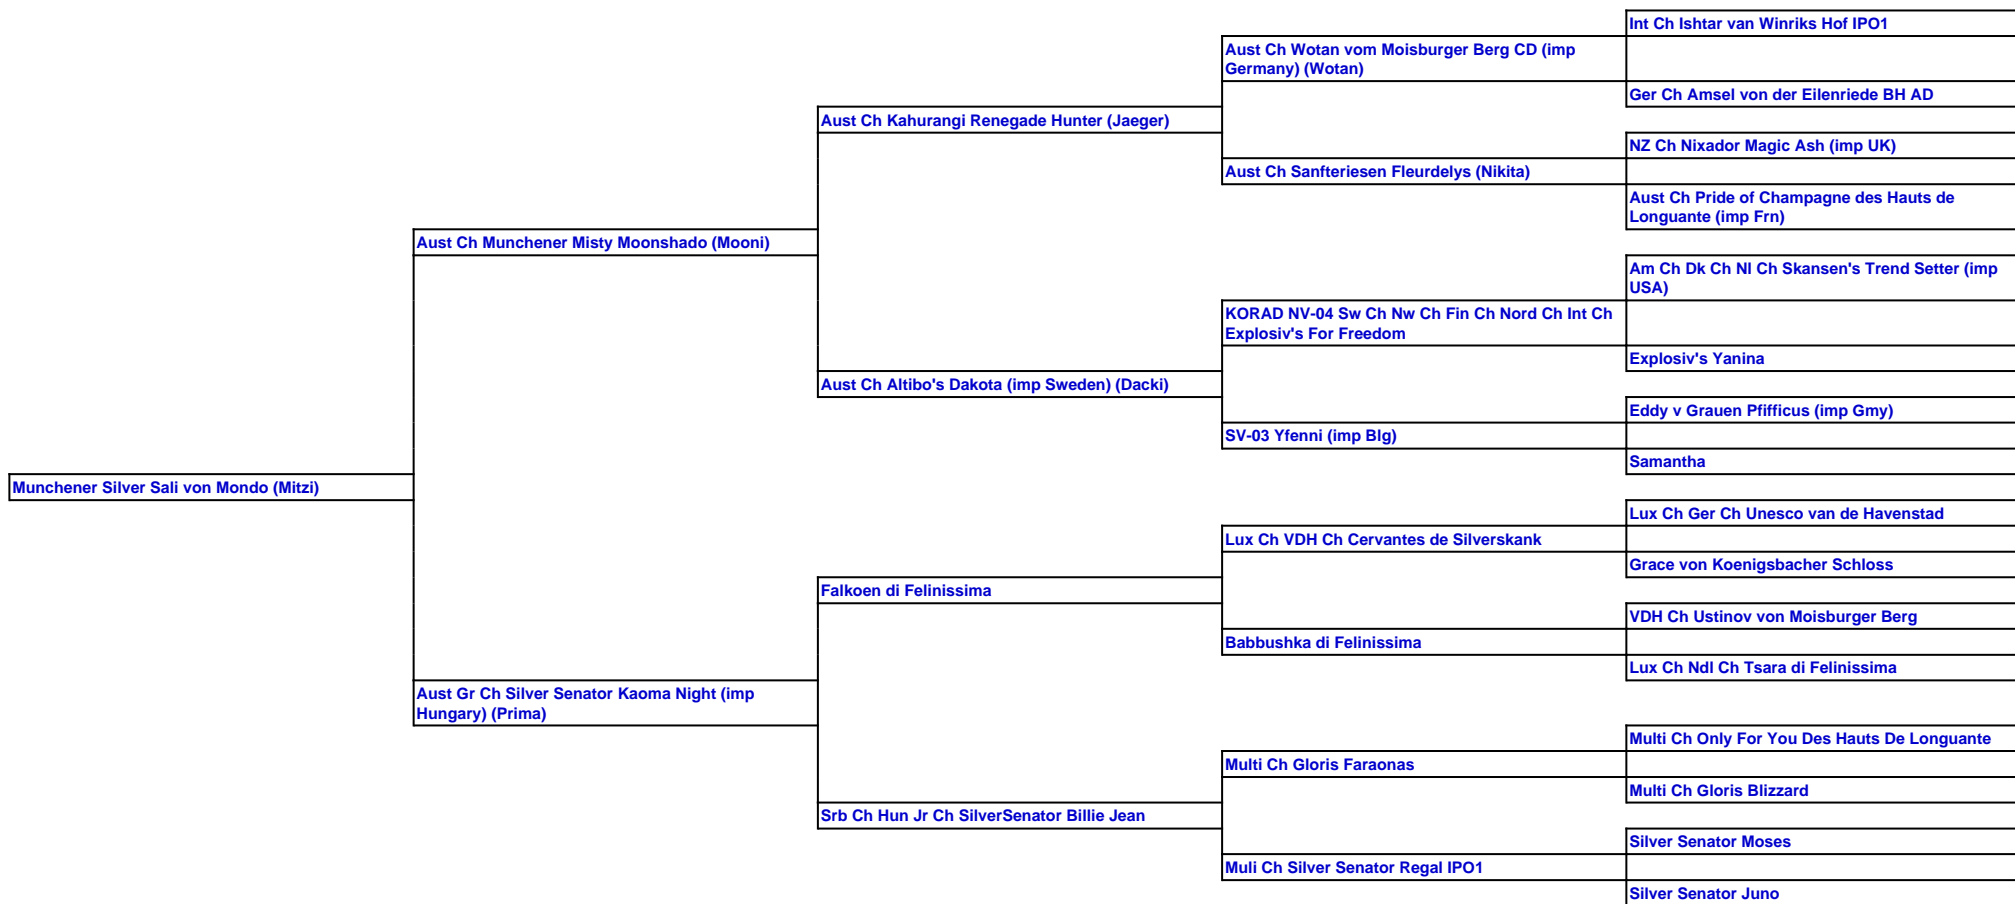 Int Ch Ishtar van Winriks Hof IPO1
Aust Ch Wotan vom Moisburger Berg CD (imp
Germany) (Wotan)
Ger Ch Amsel von der Eilenriede BH AD
Aust Ch Kahurangi Renegade Hunter (Jaeger)
NZ Ch Nixador Magic Ash (imp UK)
Aust Ch Sanfteriesen Fleurdelys (Nikita)
Aust Ch Pride of Champagne des Hauts de
Longuante (imp Frn)
Aust Ch Munchener Misty Moonshado (Mooni)
Am Ch Dk Ch Nl Ch Skansen's Trend Setter (imp
USA)
KORAD NV-04 Sw Ch Nw Ch Fin Ch Nord Ch Int Ch
Explosiv's For Freedom
Explosiv's Yanina
Aust Ch Altibo's Dakota (imp Sweden) (Dacki)
Eddy v Grauen Pfifficus (imp Gmy)
SV-03 Yfenni (imp Blg)
Samantha
Munchener Silver Sali von Mondo (Mitzi)
Lux Ch Ger Ch Unesco van de Havenstad
Lux Ch VDH Ch Cervantes de Silverskank
Grace von Koenigsbacher Schloss
Falkoen di Felinissima
VDH Ch Ustinov von Moisburger Berg
Babbushka di Felinissima
Lux Ch Ndl Ch Tsara di Felinissima
Aust Gr Ch Silver Senator Kaoma Night (imp
Hungary) (Prima)
Multi Ch Only For You Des Hauts De Longuante
Multi Ch Gloris Faraonas
Multi Ch Gloris Blizzard
Srb Ch Hun Jr Ch SilverSenator Billie Jean
Silver Senator Moses
Muli Ch Silver Senator Regal IPO1
Silver Senator Juno